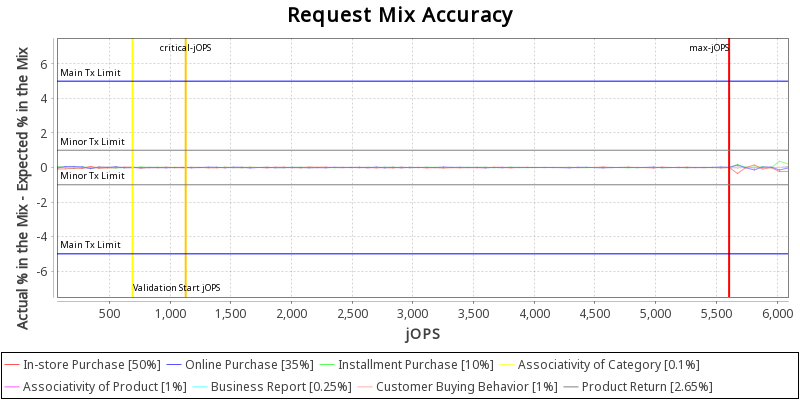 Request Mix Accuracy
critical-jOPS
max-jOPS
Main Tx Limit
Minor Tx Limit
Minor Tx Limit
Main Tx Limit
Validation Start jOPS
Actual % in the Mix - Expected % in the Mix
6
4
2
0
-2
-4
-6
500 1,000 1,500 2,000 2,500 3,000 3,500 4,000 4,500 5,000 5,500 6,000
jOPS
In-store Purchase [50%] Online Purchase [35%] Installment Purchase [10%] Associativity of Category [0.1%]
Associativity of Product [1%] Business Report [0.25%] Customer Buying Behavior [1%] Product Return [2.65%]